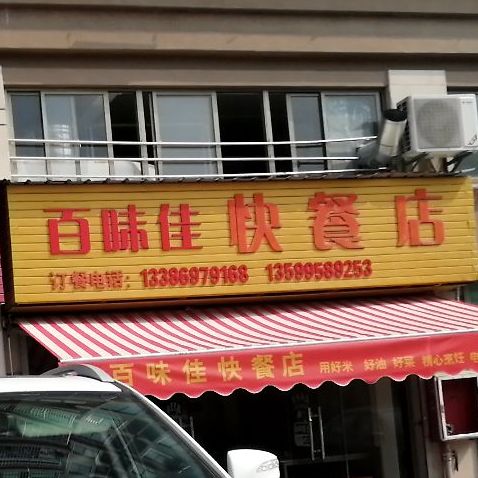 百味佳快餐店
订餐电话：13386979168 13599589253
百味佳快餐店 用好米 好油 好菜 精心烹饪 电